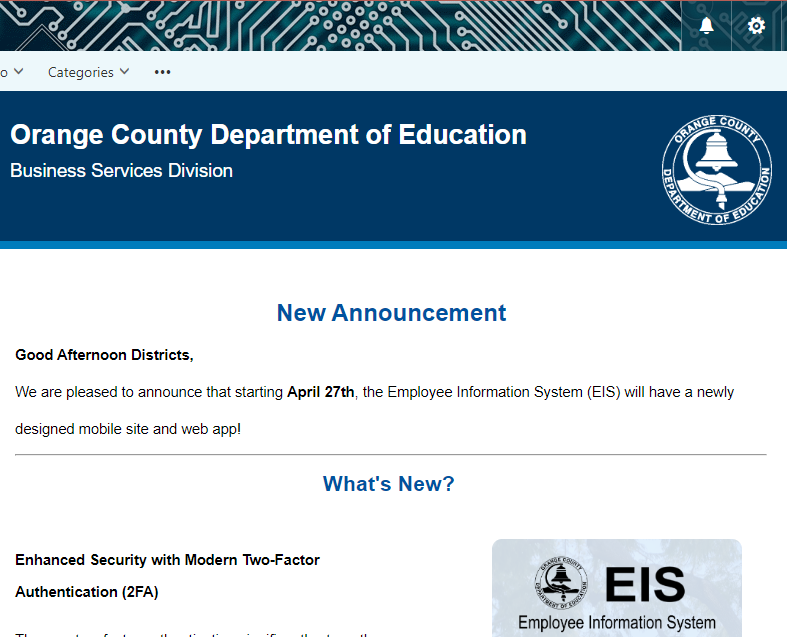 o
Categories
Orange County Department of Education
Business Services Division
ORANGE COUNTY
DEPARTMENT OF EDUCATION
New Announcement
Good Afternoon Districts,
We are pleased to announce that starting April 27th, the Employee Information System (EIS) will have a newly
designed mobile site and web app!
What's New?
Enhanced Security with Modern Two-Factor
Authentication (2FA)
ORANGE COUNTY
DEPARTMENT OF EDUCATION
EIS
Employee Information System